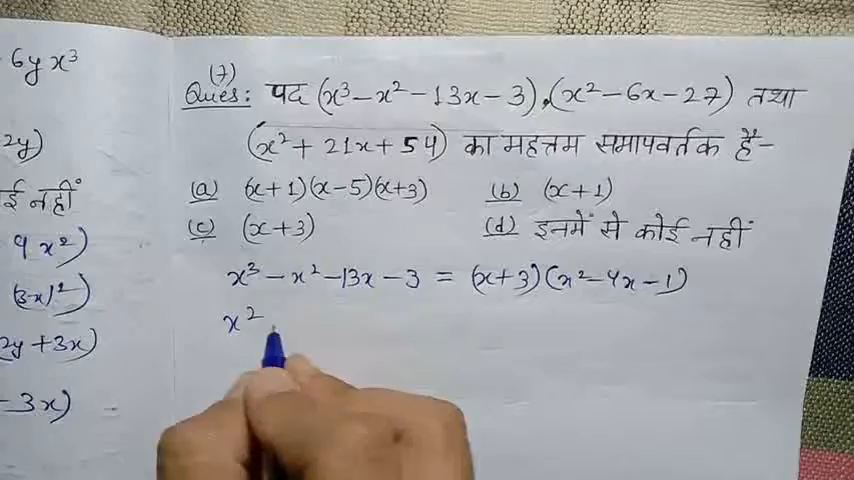 6yx³
2y)
ई नहीं
9x²)
(3x)²)
2y+3x)
-3x)
(7)
Ques: पद (x³-x²-13x-3), (x²-6x-27) तथा
(x²+21x+54) का महत्तम समापवर्तक है-
(a) (x+1)(x-5)(x+3) (b) (x+1)
(c) (x+3) (d) इनमें से कोई नहीं
x³-x²-13x-3 = (x+3)(x²-4x-1)
x²